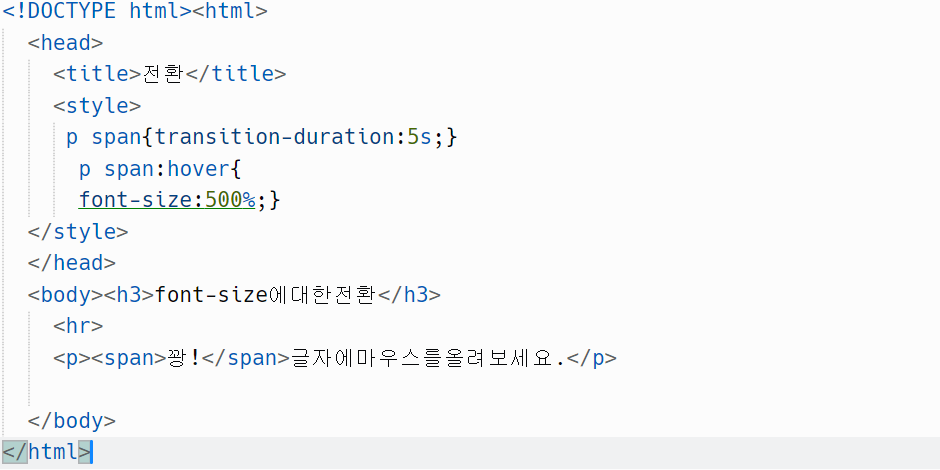 <!DOCTYPE html><html>
<head>
<title>전환</title>
<style>
p span{transition-duration:5s;}
p span:hover{
font-size:500%;}
</style>
</head>
<body><h3>font-size에대한전환</h3>
<hr>
<p><span>꽝!</span>글자에마우스를올려보세요.</p>
</body>
</html>